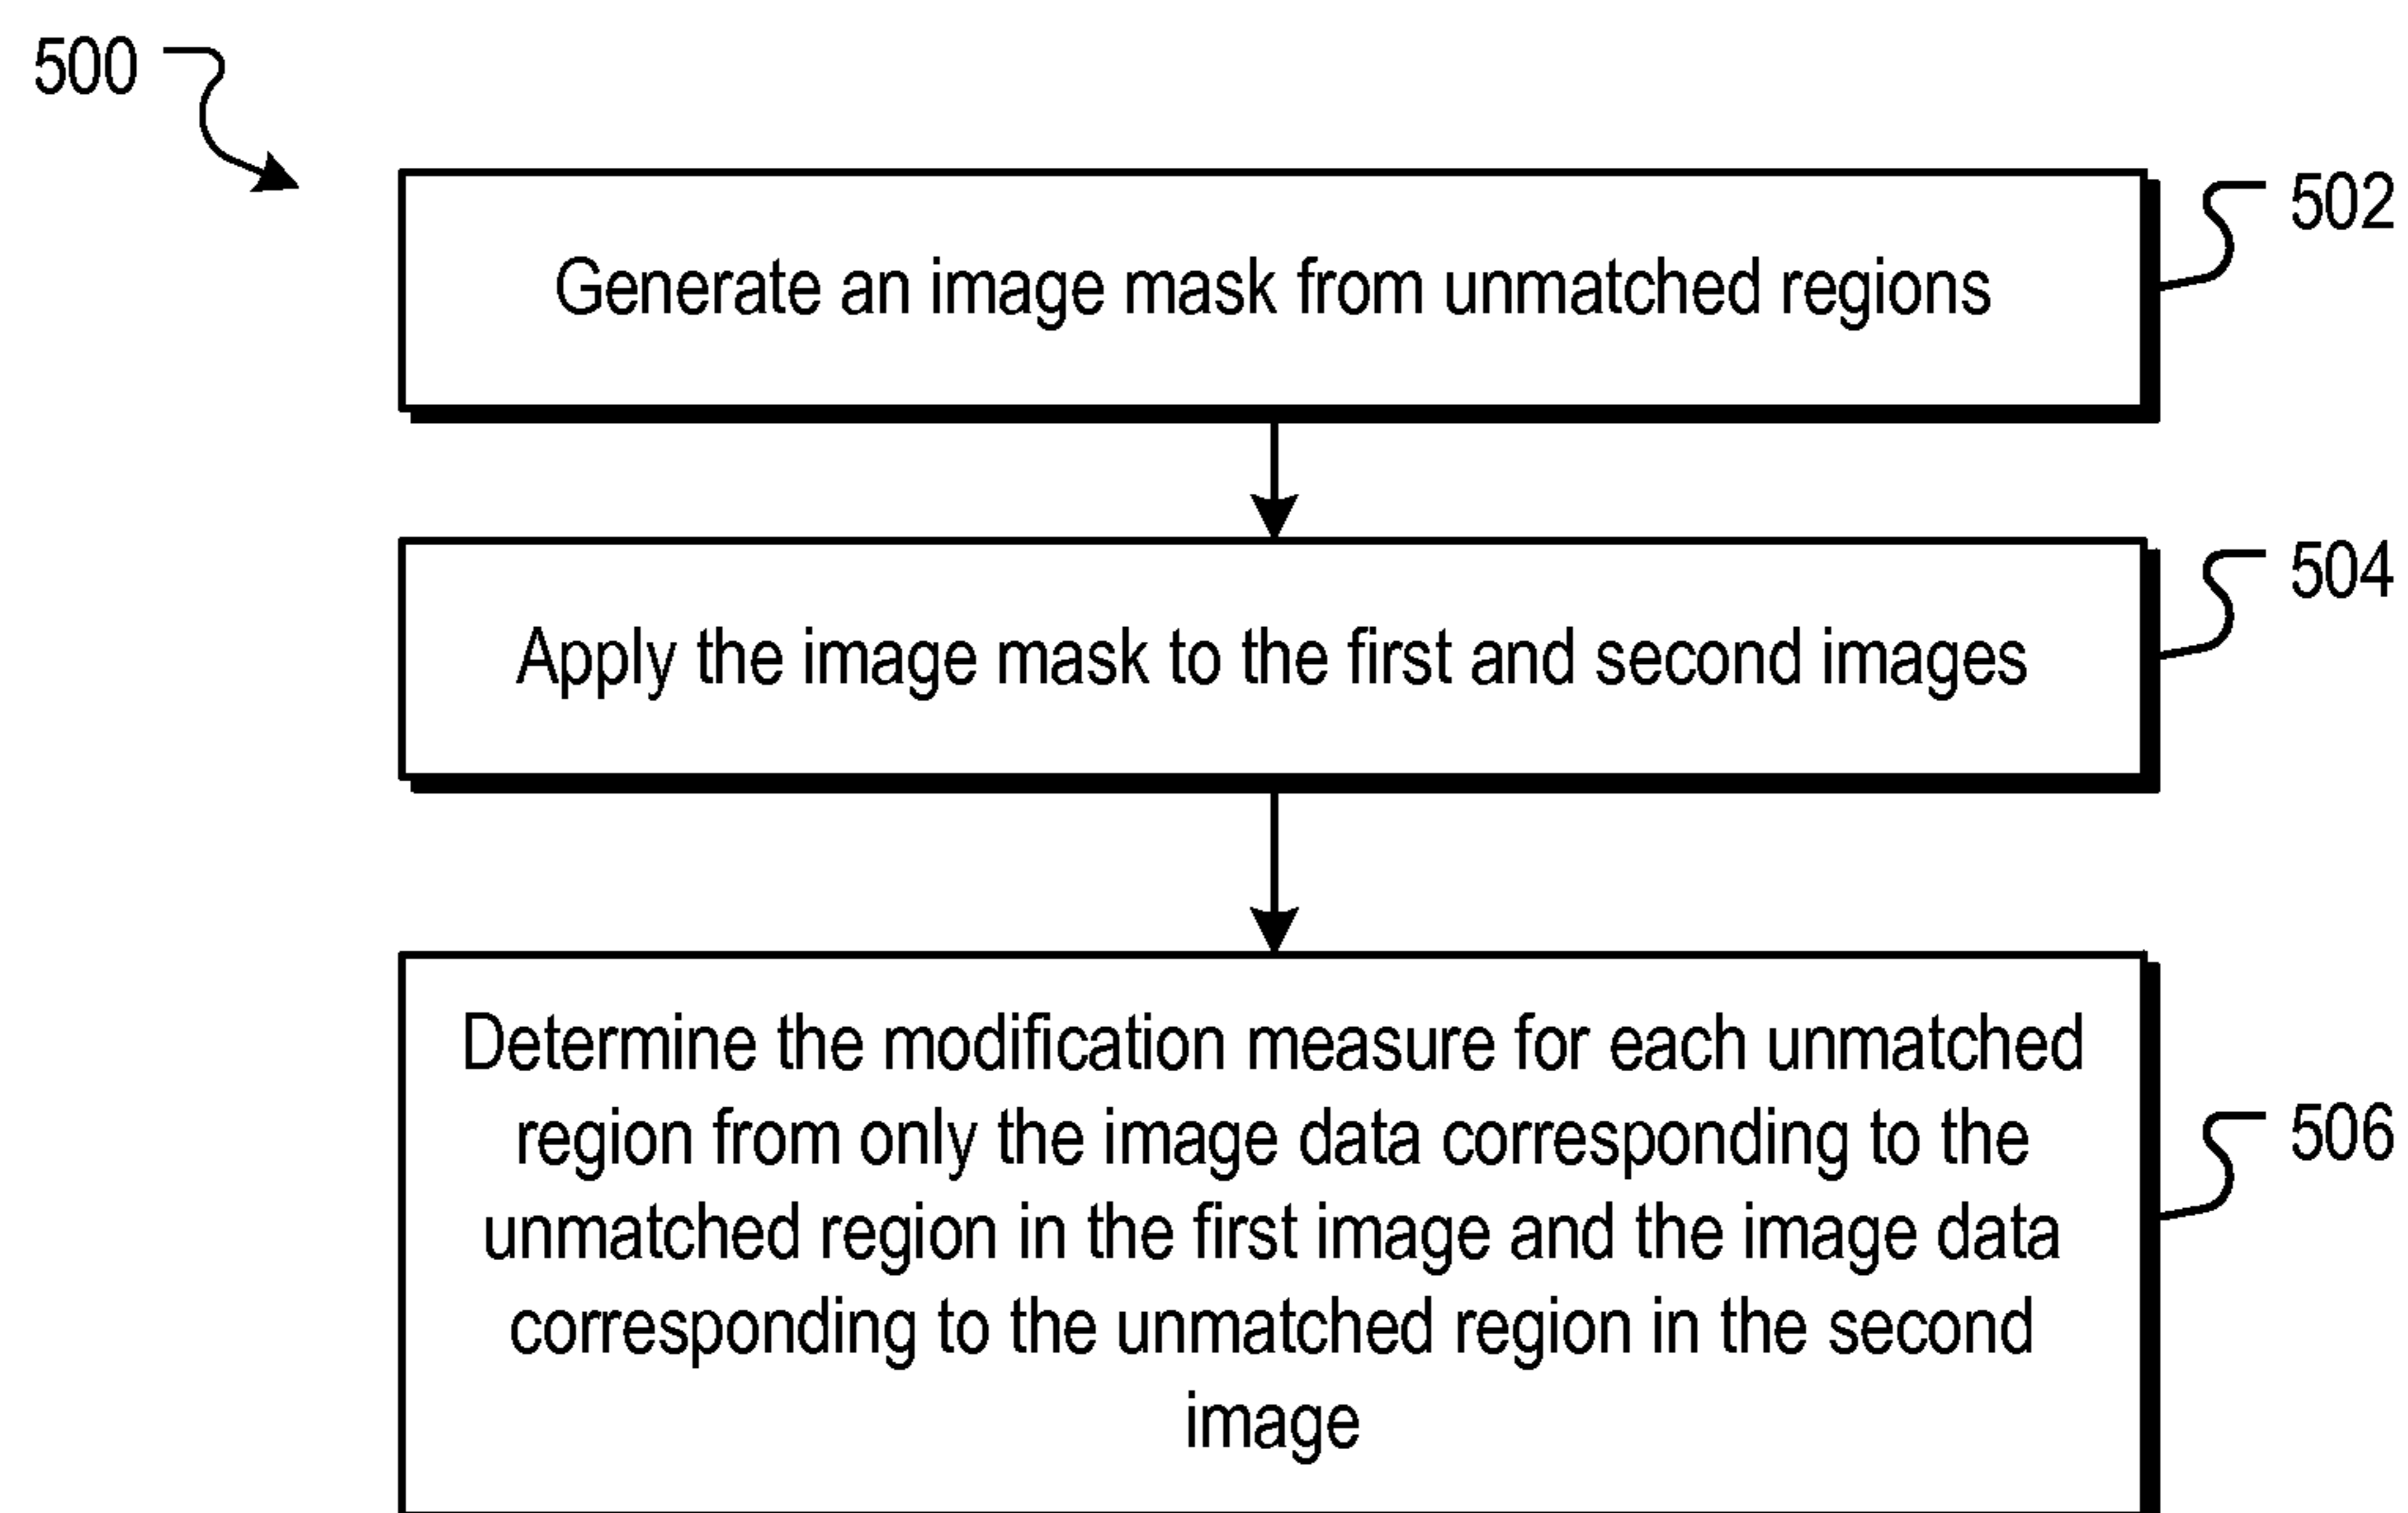 500
502
Generate an image mask from unmatched regions
504
Apply the image mask to the first and second images
Determine the modification measure for each unmatched
region from only the image data corresponding to the
506
unmatched region in the first image and the image data
corresponding to the unmatched region in the second
image